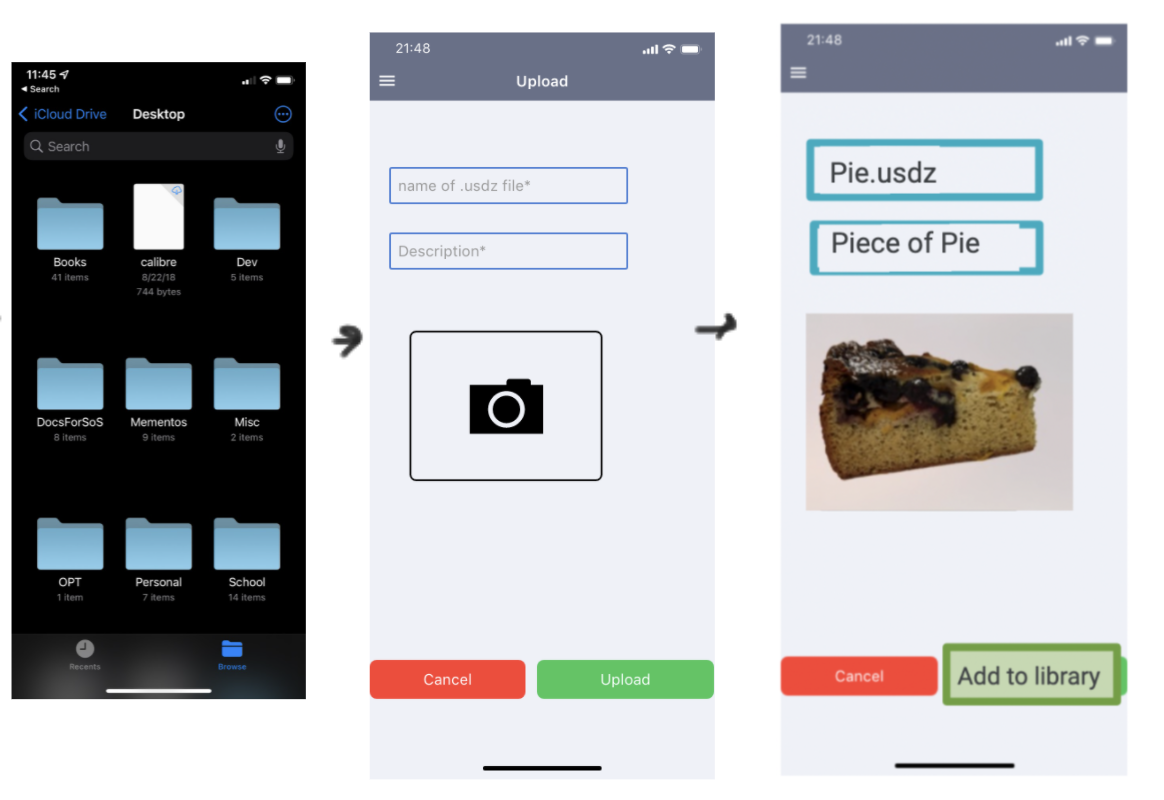 11:45
Search
iCloud Drive
Desktop
Search
Books
calibre
Dev
41 items
8/22/18
5 items
744 bytes
DocsForSoS
Mementos
Misc
8 items
9 items
2 items
OPT
Personal
School
1 item
7 items
14 items
Recents
Browse
21:48
Upload
name of .usdz file*
Description*
Cancel
Upload
21:48
Pie.usdz
Piece of Pie
Cancel
Add to library